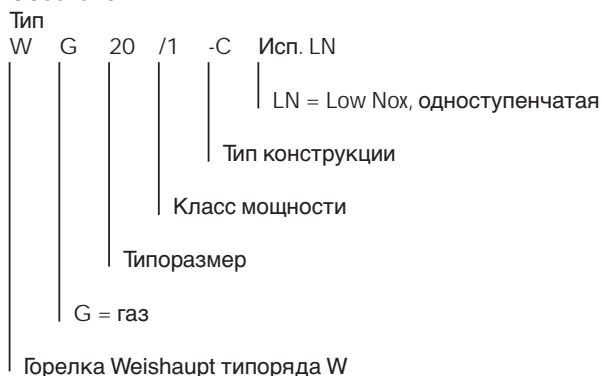 Тип
W G 20 /1 -C Исп. LN
LN = Low Nox, одноступенчатая
Тип конструкции
Класс мощности
Типоразмер
G = газ
Горелка Weishaupt типоряда W